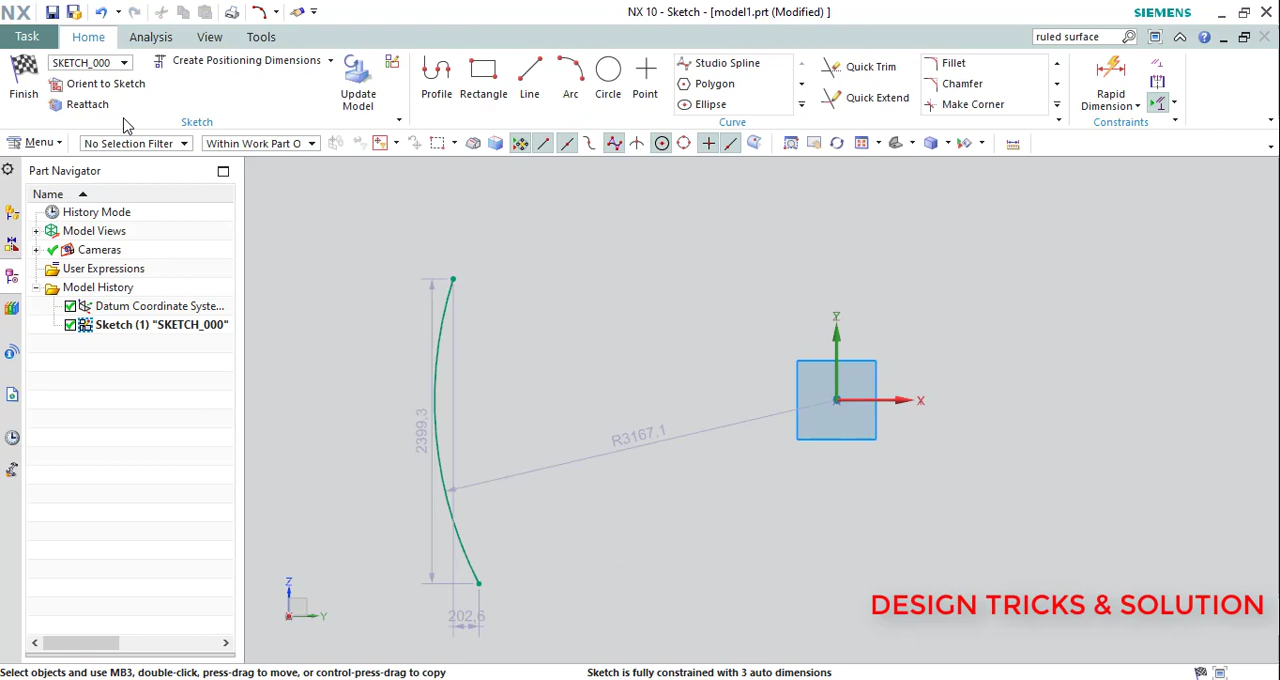 NX
NX 10 - Sketch - [model1.prt (Modified) ]
SIEMENS
Task
Home
Analysis
View
Tools
ruled surface
Finish
SKETCH_000
Orient to Sketch
Reattach
Create Positioning Dimensions
Update
Model
Sketch
Profile
Rectangle
Line
Arc
Circle
Point
Studio Spline
Polygon
Ellipse
Quick Trim
Quick Extend
Fillet
Chamfer
Make Corner
Curve
Rapid
Dimension
Constraints
Menu
No Selection Filter
Within Work Part O
Part Navigator
Name
History Mode
Model Views
Cameras
User Expressions
Model History
Datum Coordinate Syste...
Sketch (1) "SKETCH_000"
2399,3
R3167,1
202,6
Y
X
Z
Y
DESIGN TRICKS & SOLUTION
Select objects and use MB3, double-click, press-drag to move, or control-press-drag to copy
Sketch is fully constrained with 3 auto dimensions